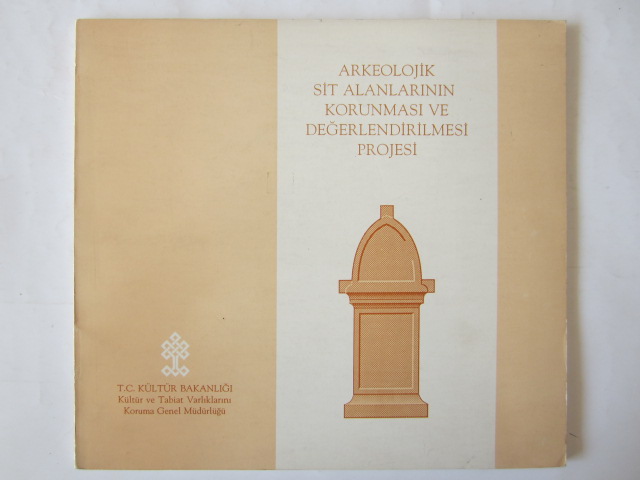 ARKEOLOJİK
SİT ALANLARININ
KORUNMASI VE
DEĞERLENDİRİLMESİ
PROJESİ
T.C. KÜLTÜR BAKANLIĞI
Kültür ve Tabiat Varlıklarını
Koruma Genel Müdürlüğü